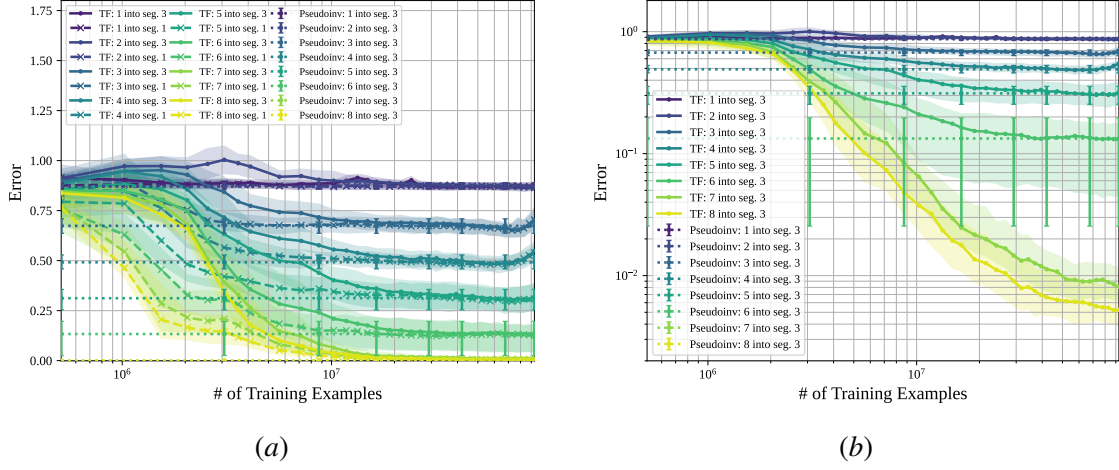 1.75
1.50
1.25
1.00
0.75
0.50
0.25
0.00
Error
10⁶
10⁷
# of Training Examples
TF: 1 into seg. 3
TF: 1 into seg. 1
TF: 2 into seg. 3
TF: 2 into seg. 1
TF: 3 into seg. 3
TF: 3 into seg. 1
TF: 4 into seg. 3
TF: 4 into seg. 1
TF: 5 into seg. 3
TF: 5 into seg. 1
TF: 6 into seg. 3
TF: 6 into seg. 1
TF: 7 into seg. 3
TF: 7 into seg. 1
TF: 8 into seg. 3
TF: 8 into seg. 1
Pseudoinv: 1 into seg. 3
Pseudoinv: 2 into seg. 3
Pseudoinv: 3 into seg. 3
Pseudoinv: 4 into seg. 3
Pseudoinv: 5 into seg. 3
Pseudoinv: 6 into seg. 3
Pseudoinv: 7 into seg. 3
Pseudoinv: 8 into seg. 3
(a)
10⁰
10⁻¹
10⁻²
Error
10⁶
10⁷
# of Training Examples
TF: 1 into seg. 3
TF: 2 into seg. 3
TF: 3 into seg. 3
TF: 4 into seg. 3
TF: 5 into seg. 3
TF: 6 into seg. 3
TF: 7 into seg. 3
TF: 8 into seg. 3
Pseudoinv: 1 into seg. 3
Pseudoinv: 2 into seg. 3
Pseudoinv: 3 into seg. 3
Pseudoinv: 4 into seg. 3
Pseudoinv: 5 into seg. 3
Pseudoinv: 6 into seg. 3
Pseudoinv: 7 into seg. 3
Pseudoinv: 8 into seg. 3
(b)